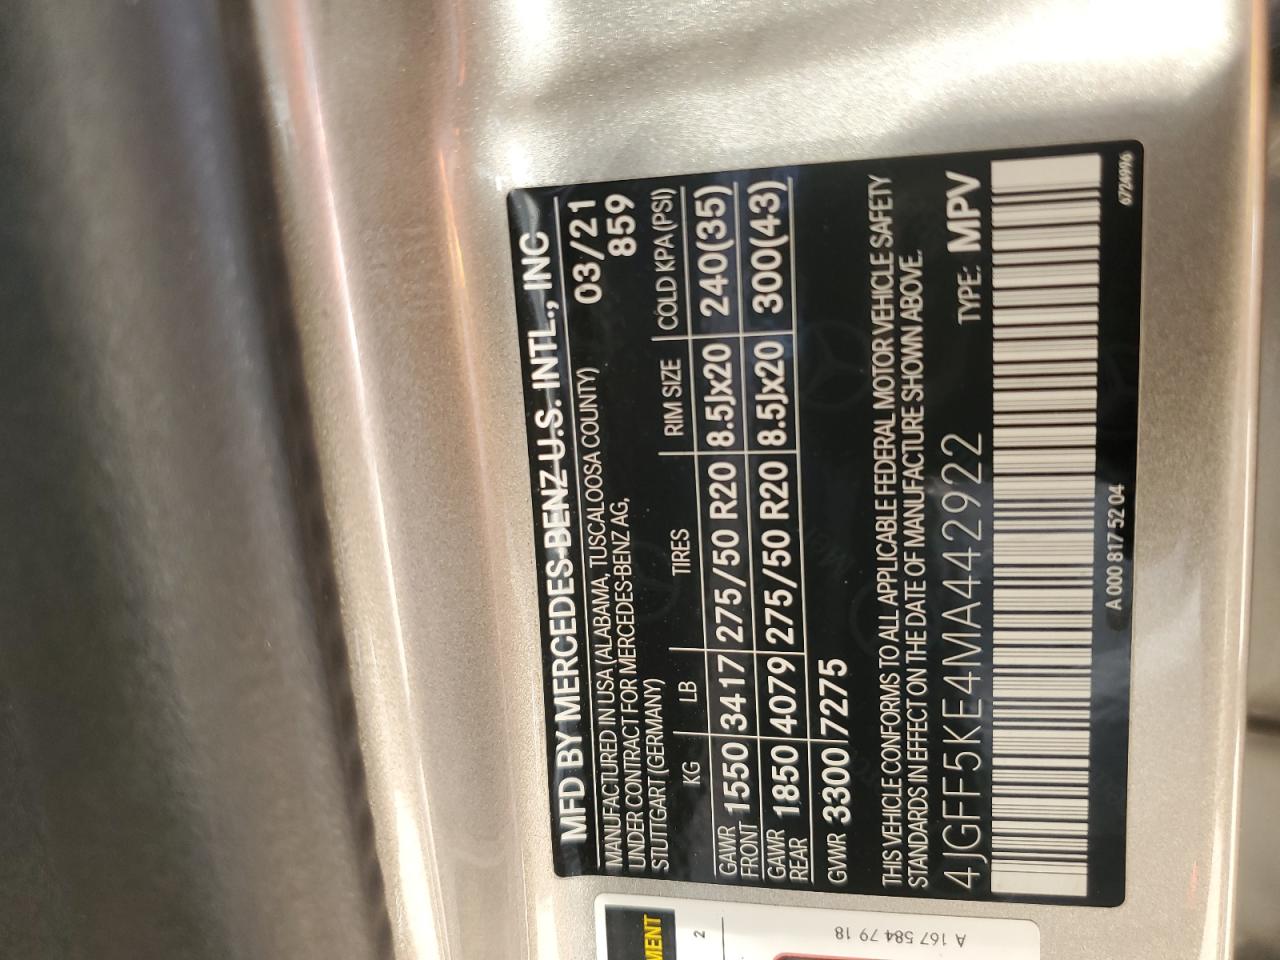 MFD BY MERCEDES-BENZ U.S. INTL., INC
MANUFACTURED IN USA (ALABAMA, TUSCALOOSA COUNTY) 03/21
UNDER CONTRACT FOR MERCEDES-BENZ AG, 859
STUTTGART (GERMANY)
KG LB TIRES RIM SIZE COLD KPA (PSI)
GAWR FRONT 1550 3417 275/50 R20 8.5Jx20 240(35)
GAWR REAR 1850 4079 275/50 R20 8.5Jx20 300(43)
GVWR 3300 7275
THIS VEHICLE CONFORMS TO ALL APPLICABLE FEDERAL MOTOR VEHICLE SAFETY
STANDARDS IN EFFECT ON THE DATE OF MANUFACTURE SHOWN ABOVE.
4JGFF5KE4MA442922 TYPE: MPV
A 000 817 52 04 6724996
MENT
2
A 167 584 79 18